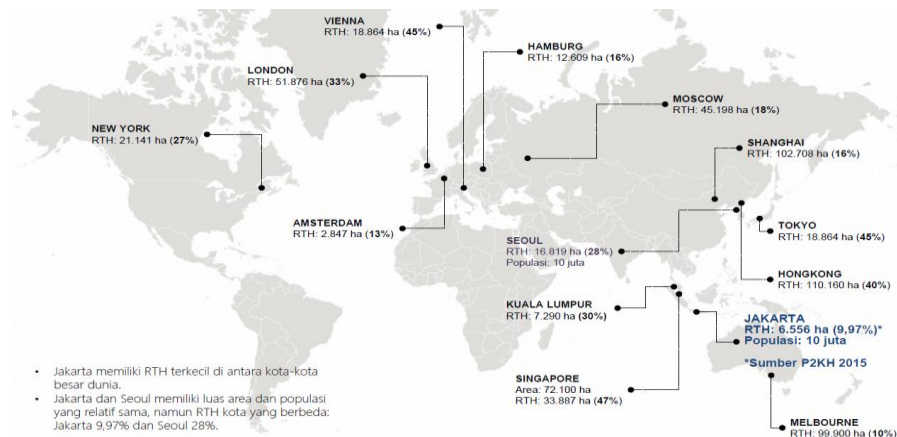 VIENNA
RTH: 18.864 ha (45%)
HAMBURG
RTH: 12.609 ha (16%)
LONDON
RTH: 51.876 ha (33%)
MOSCOW
RTH: 45.198 ha (18%)
NEW YORK
RTH: 21.141 ha (27%)
SHANGHAI
RTH: 102.708 ha (16%)
AMSTERDAM
RTH: 2.847 ha (13%)
TOKYO
RTH: 18.864 ha (45%)
SEOUL
RTH: 16.819 ha (28%)
Populasi: 10 juta
HONGKONG
RTH: 110.160 ha (40%)
KUALA LUMPUR
RTH: 7.290 ha (30%)
JAKARTA
RTH: 6.556 ha (9,97%)*
Populasi: 10 juta
*Sumber P2KH 2015
SINGAPORE
Area: 72.100 ha
RTH: 33.887 ha (47%)
MELBOURNE
RTH: 99.900 ha (10%)
• Jakarta memiliki RTH terkecil di antara kota-kota
besar dunia.
• Jakarta dan Seoul memiliki luas area dan populasi
yang relatif sama, namun RTH kota yang berbeda:
Jakarta 9,97% dan Seoul 28%.